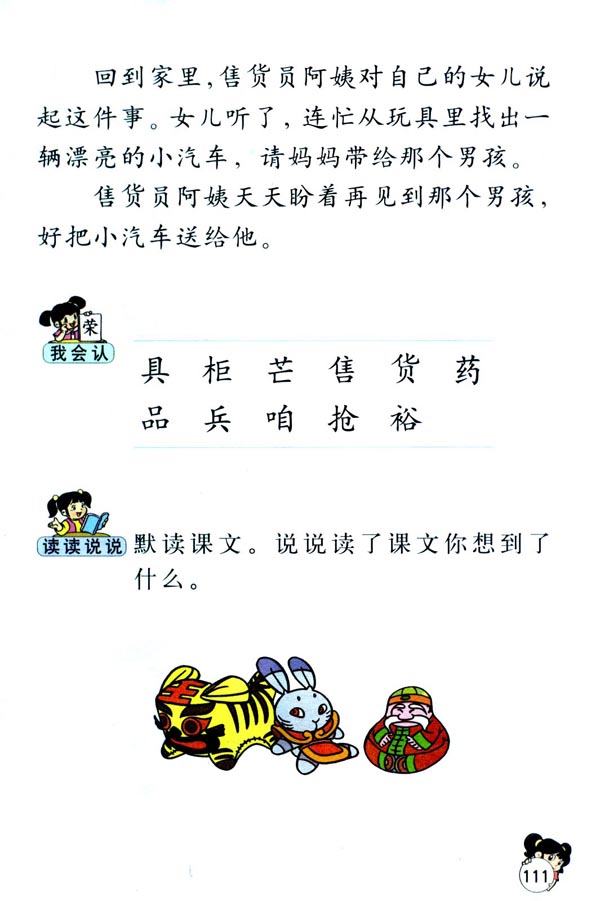 回到家里，售货员阿姨对自己的女儿说
起这件事。女儿听了，连忙从玩具里找出一
辆漂亮的小汽车，请妈妈带给那个男孩。
售货员阿姨天天盼着再见到那个男孩，
好把小汽车送给他。
荣
我会认
具 柜 芒 售 货 药
品 兵 咱 抢 裕
读读说说
默读课文。说说读了课文你想到了
什么。
王
111